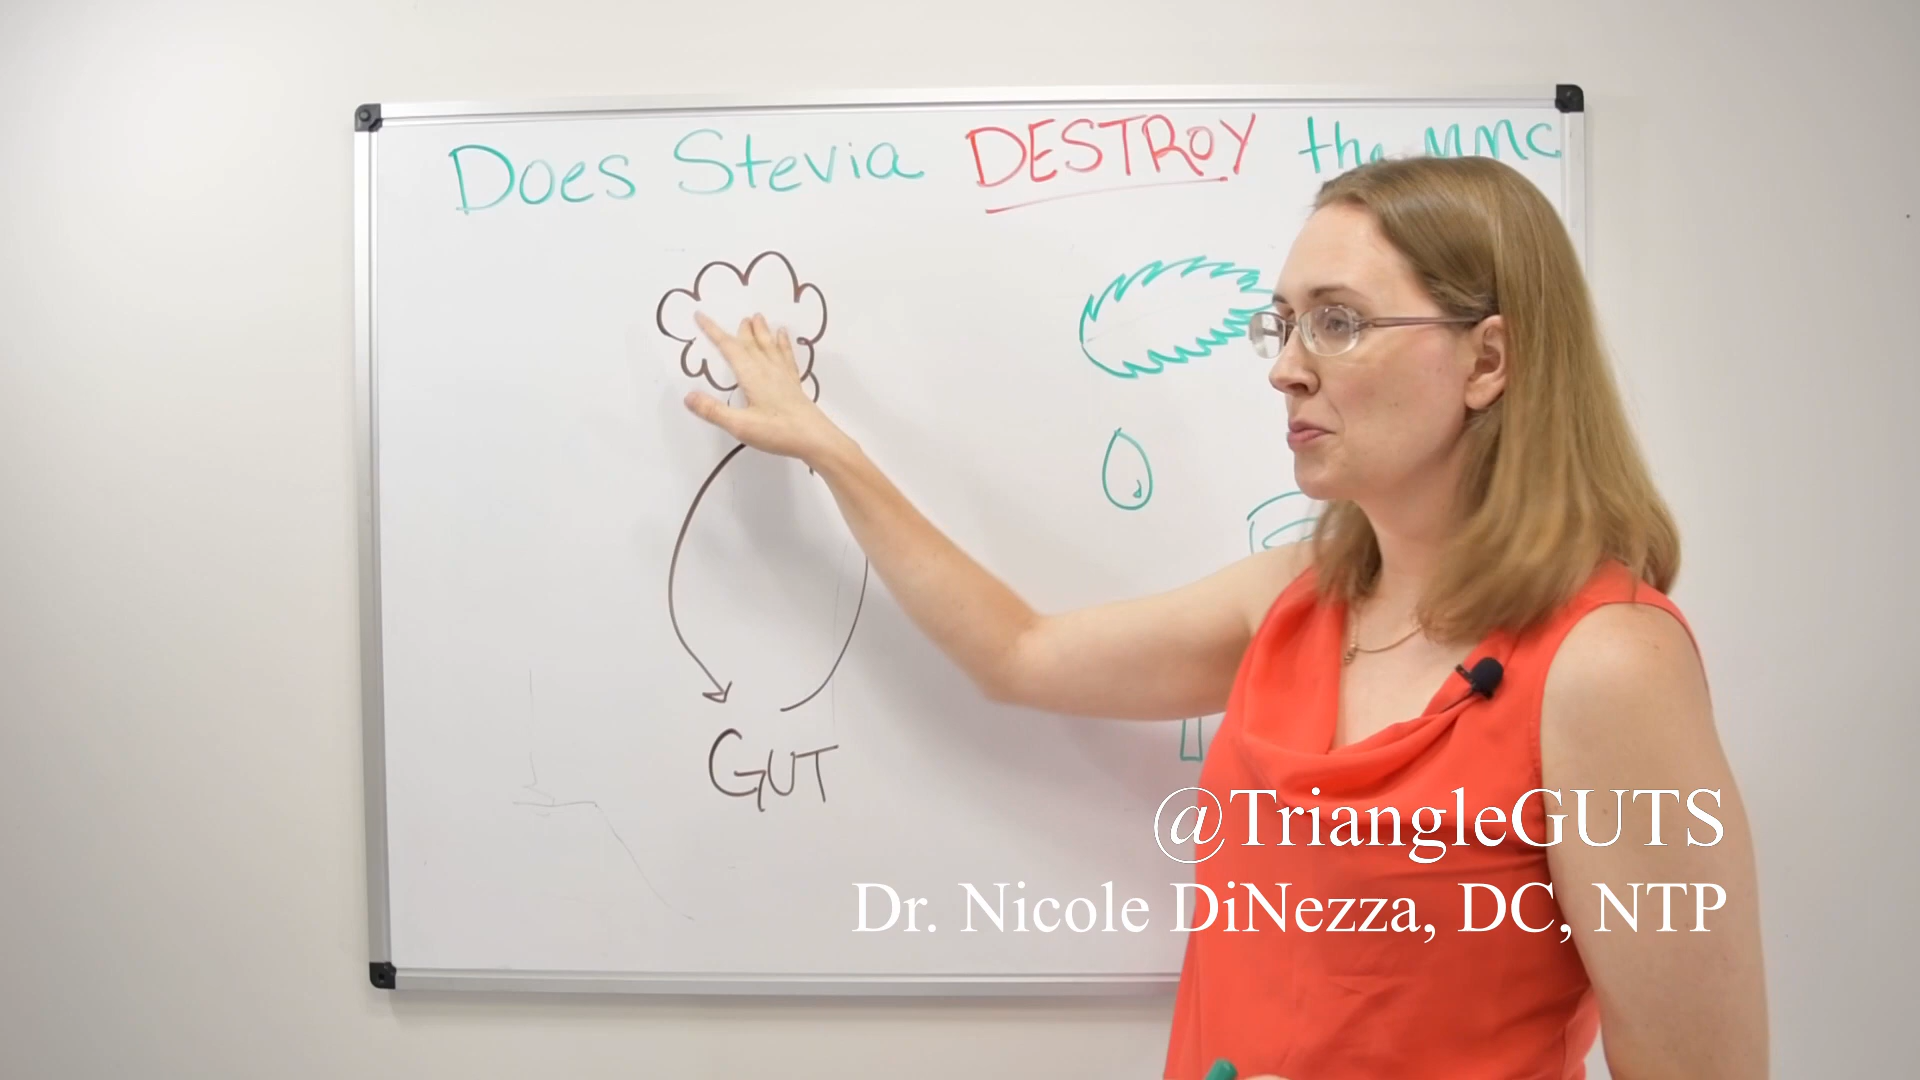 Does Stevia DESTROY the MMC
GUT
@TriangleGUTS
Dr. Nicole DiNezza, DC, NTP